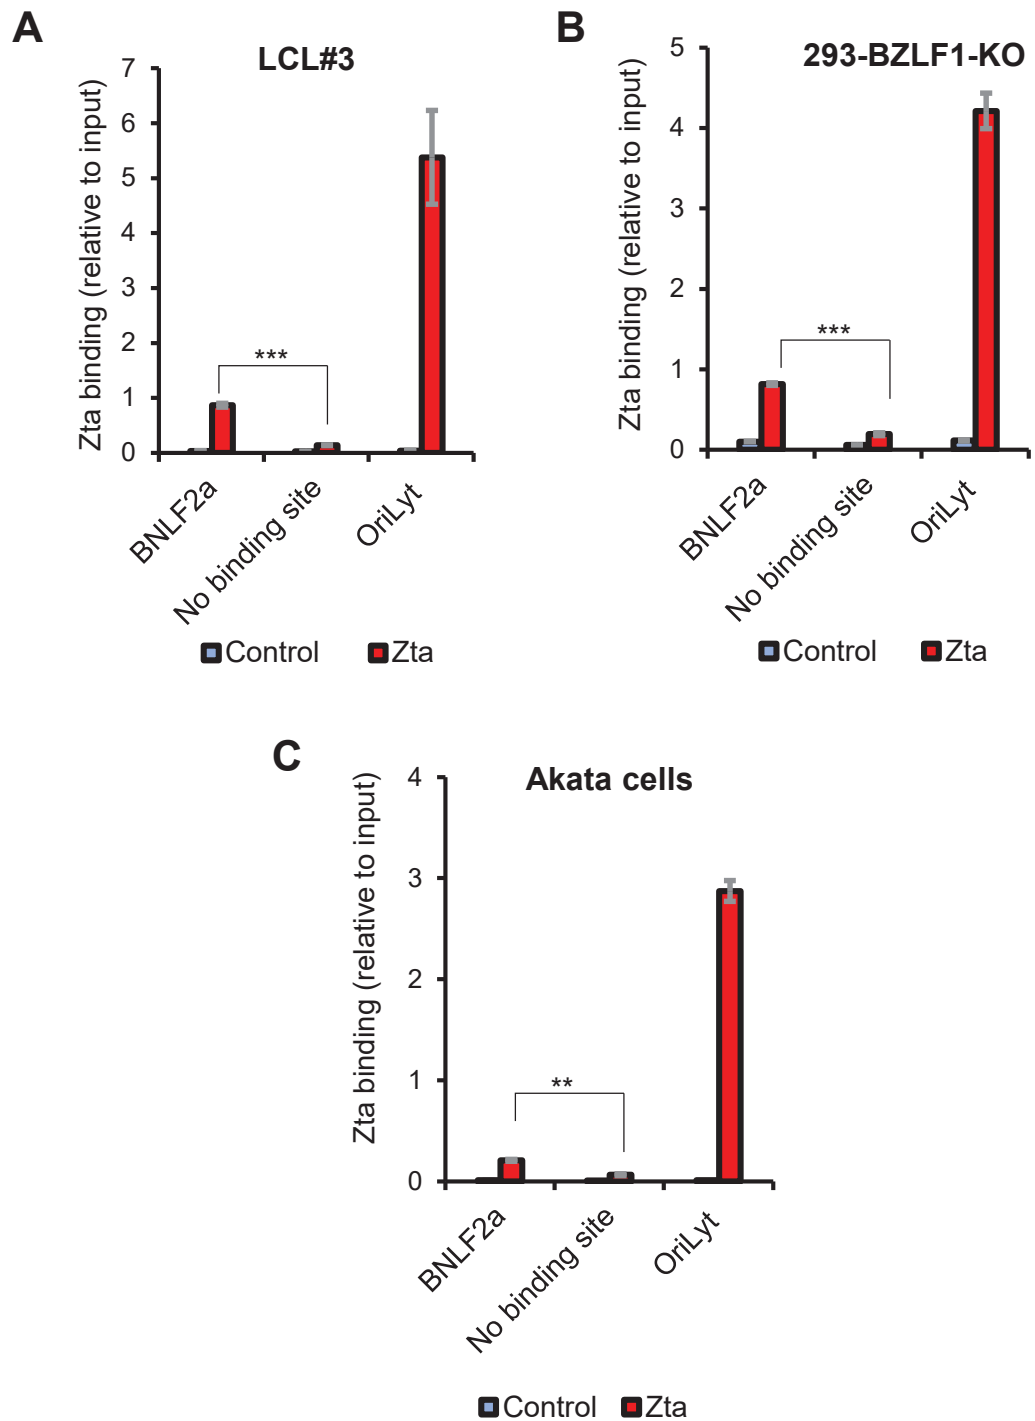 A
LCL#3
Zta binding (relative to input)
7
6
5
4
3
2
1
0
***
BNLF2a
No binding site
OriLyt
Control Zta
B
293-BZLF1-KO
Zta binding (relative to input)
5
4
3
2
1
0
***
BNLF2a
No binding site
OriLyt
Control Zta
C
Akata cells
Zta binding (relative to input)
4
3
2
1
0
**
BNLF2a
No binding site
OriLyt
Control Zta